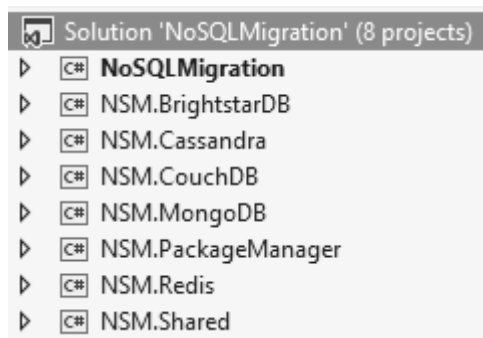 Solution 'NoSQLMigration' (8 projects)
C# NoSQLMigration
C# NSM.BrightstarDB
C# NSM.Cassandra
C# NSM.CouchDB
C# NSM.MongoDB
C# NSM.PackageManager
C# NSM.Redis
C# NSM.Shared